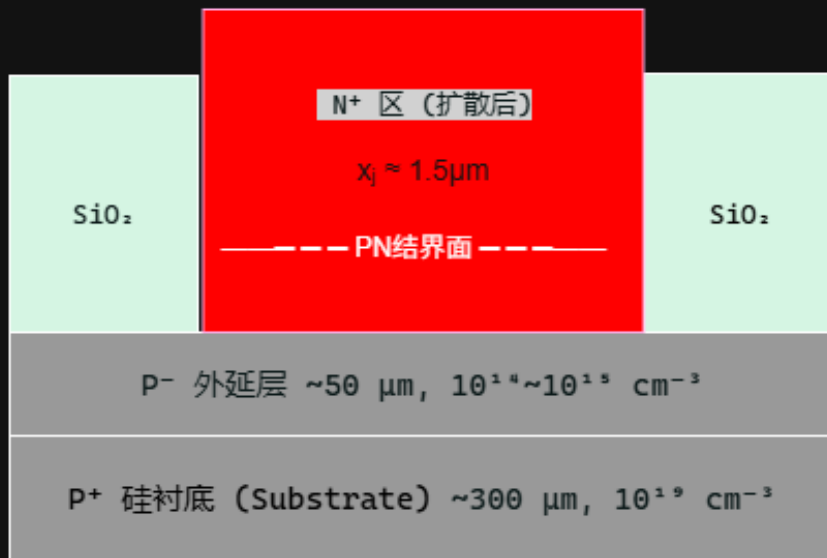 N⁺ 区 (扩散后)
xⱼ ≈ 1.5μm
SiO₂
SiO₂
———−−− PN结界面 −−−———
P⁻ 外延层 ~50 μm, 10¹⁴~10¹⁵ cm⁻³
P⁺ 硅衬底 (Substrate) ~300 μm, 10¹⁹ cm⁻³